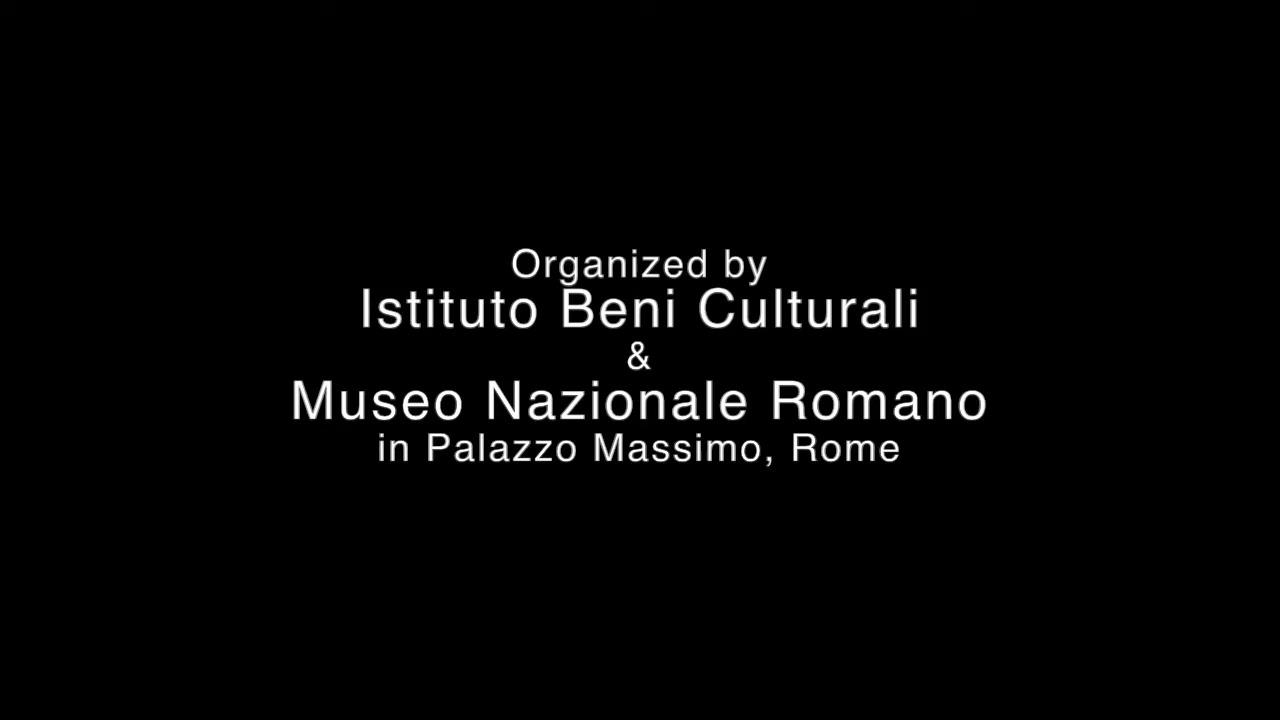 Organized by
Istituto Beni Culturali
&
Museo Nazionale Romano
in Palazzo Massimo, Rome